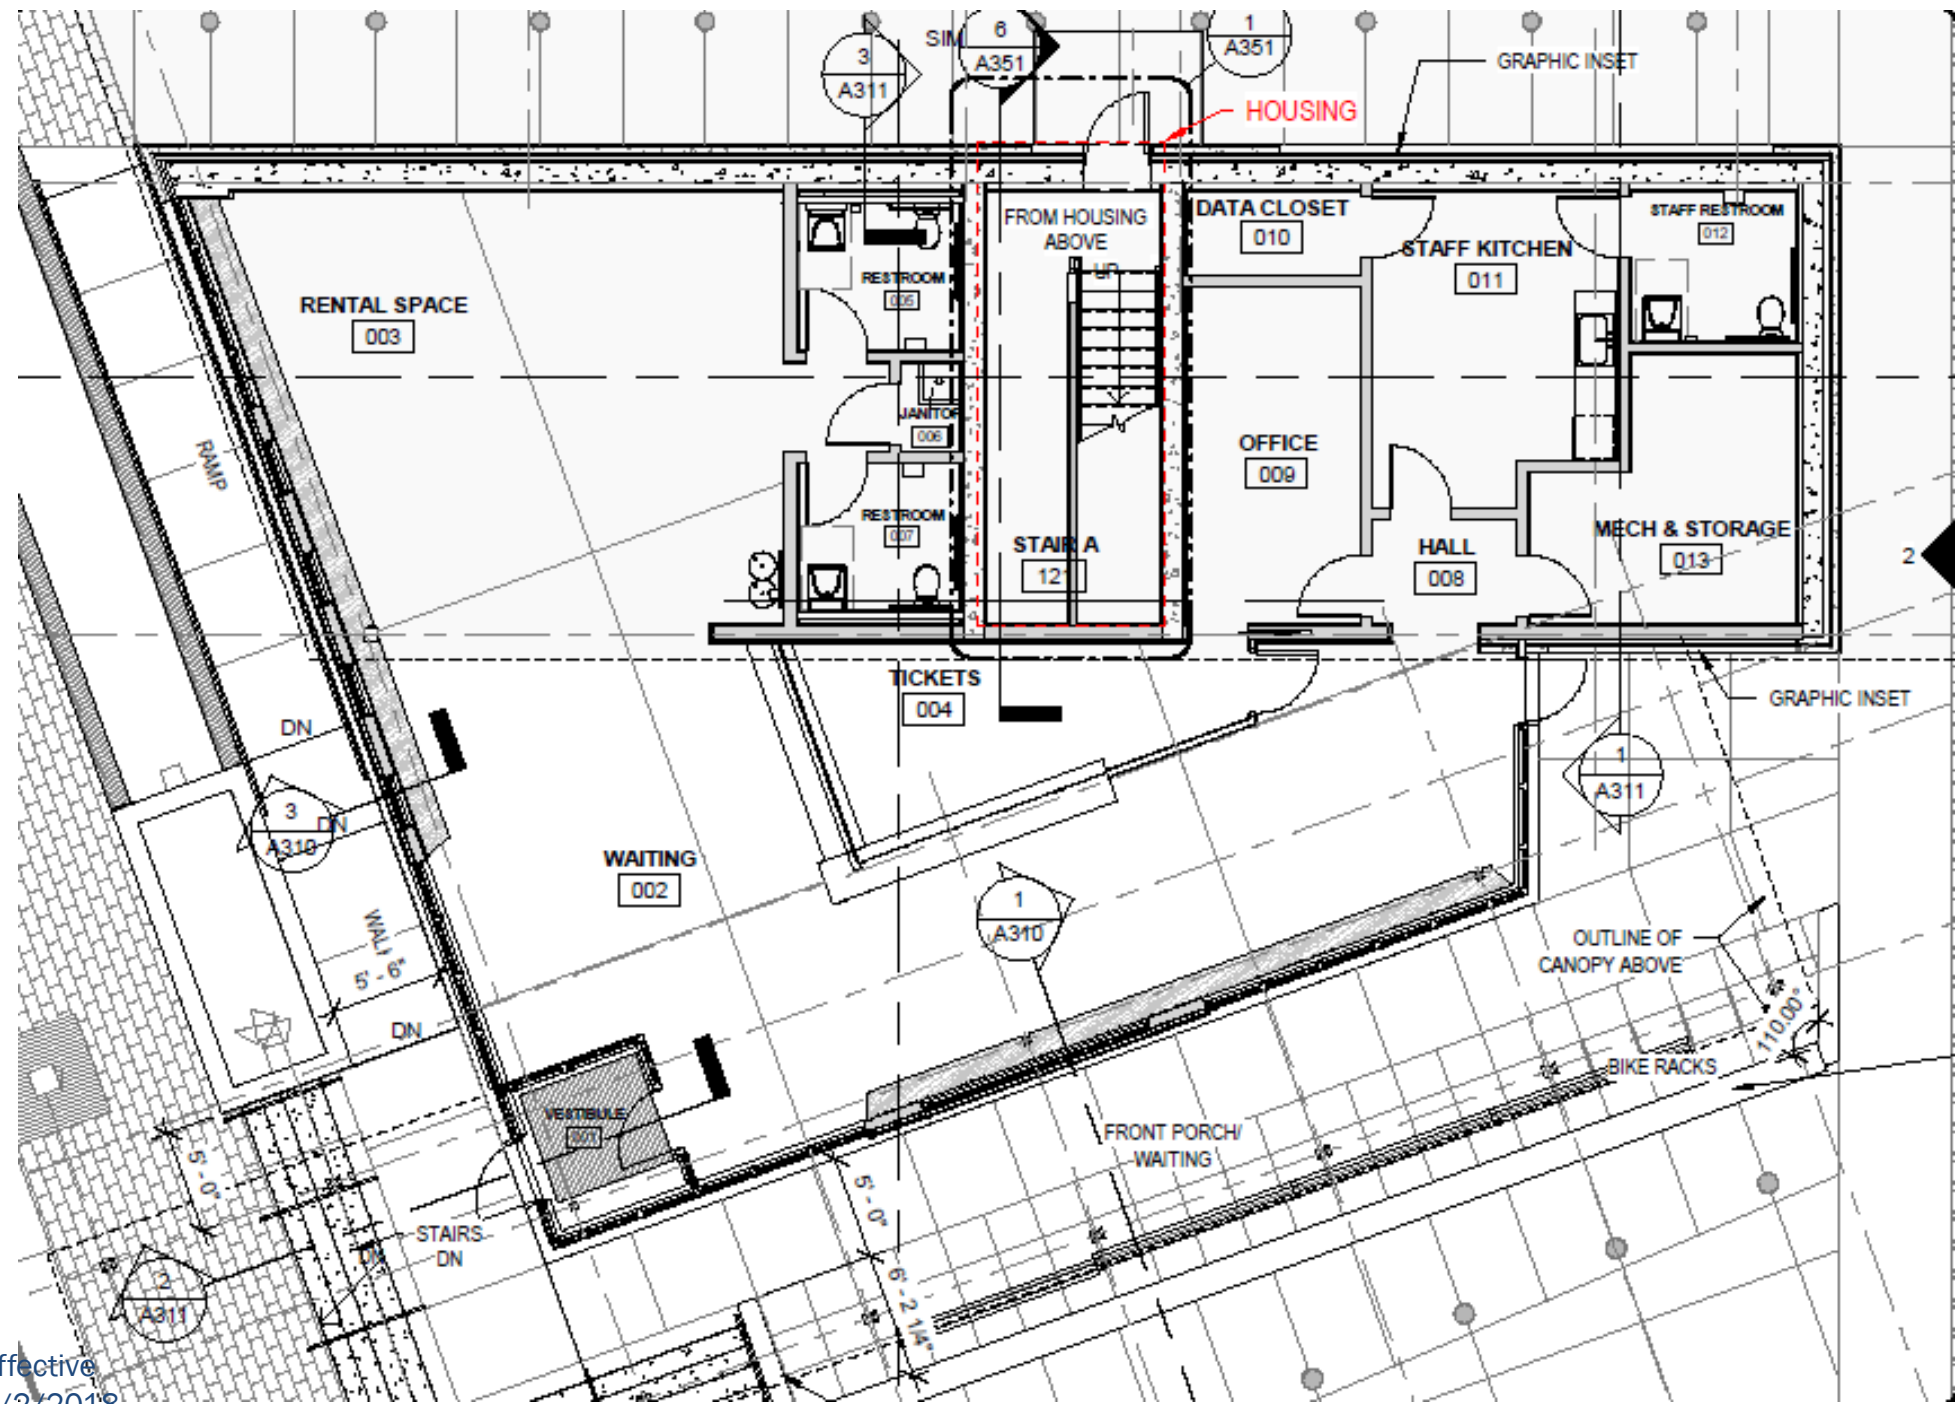 3
A311
SIM
6
A351
1
A351
GRAPHIC INSET
HOUSING
FROM HOUSING
ABOVE
UP
DATA CLOSET
010
STAFF KITCHEN
011
STAFF RESTROOM
012
RENTAL SPACE
003
RESTROOM
005
JANITOR
006
RESTROOM
007
OFFICE
009
STAIR A
121
HALL
008
MECH & STORAGE
013
2
RAMP
TICKETS
004
GRAPHIC INSET
DN
3
A310
DN
1
A311
WAITING
002
1
A310
5' - 6"
DN
OUTLINE OF
CANOPY ABOVE
110.00°
BIKE RACKS
VESTIBULE
001
FRONT PORCH/
WAITING
5' - 0"
5' - 0"
STAIRS
DN
DN
6' - 2 1/4"
2
A311
ffective
/2/2018